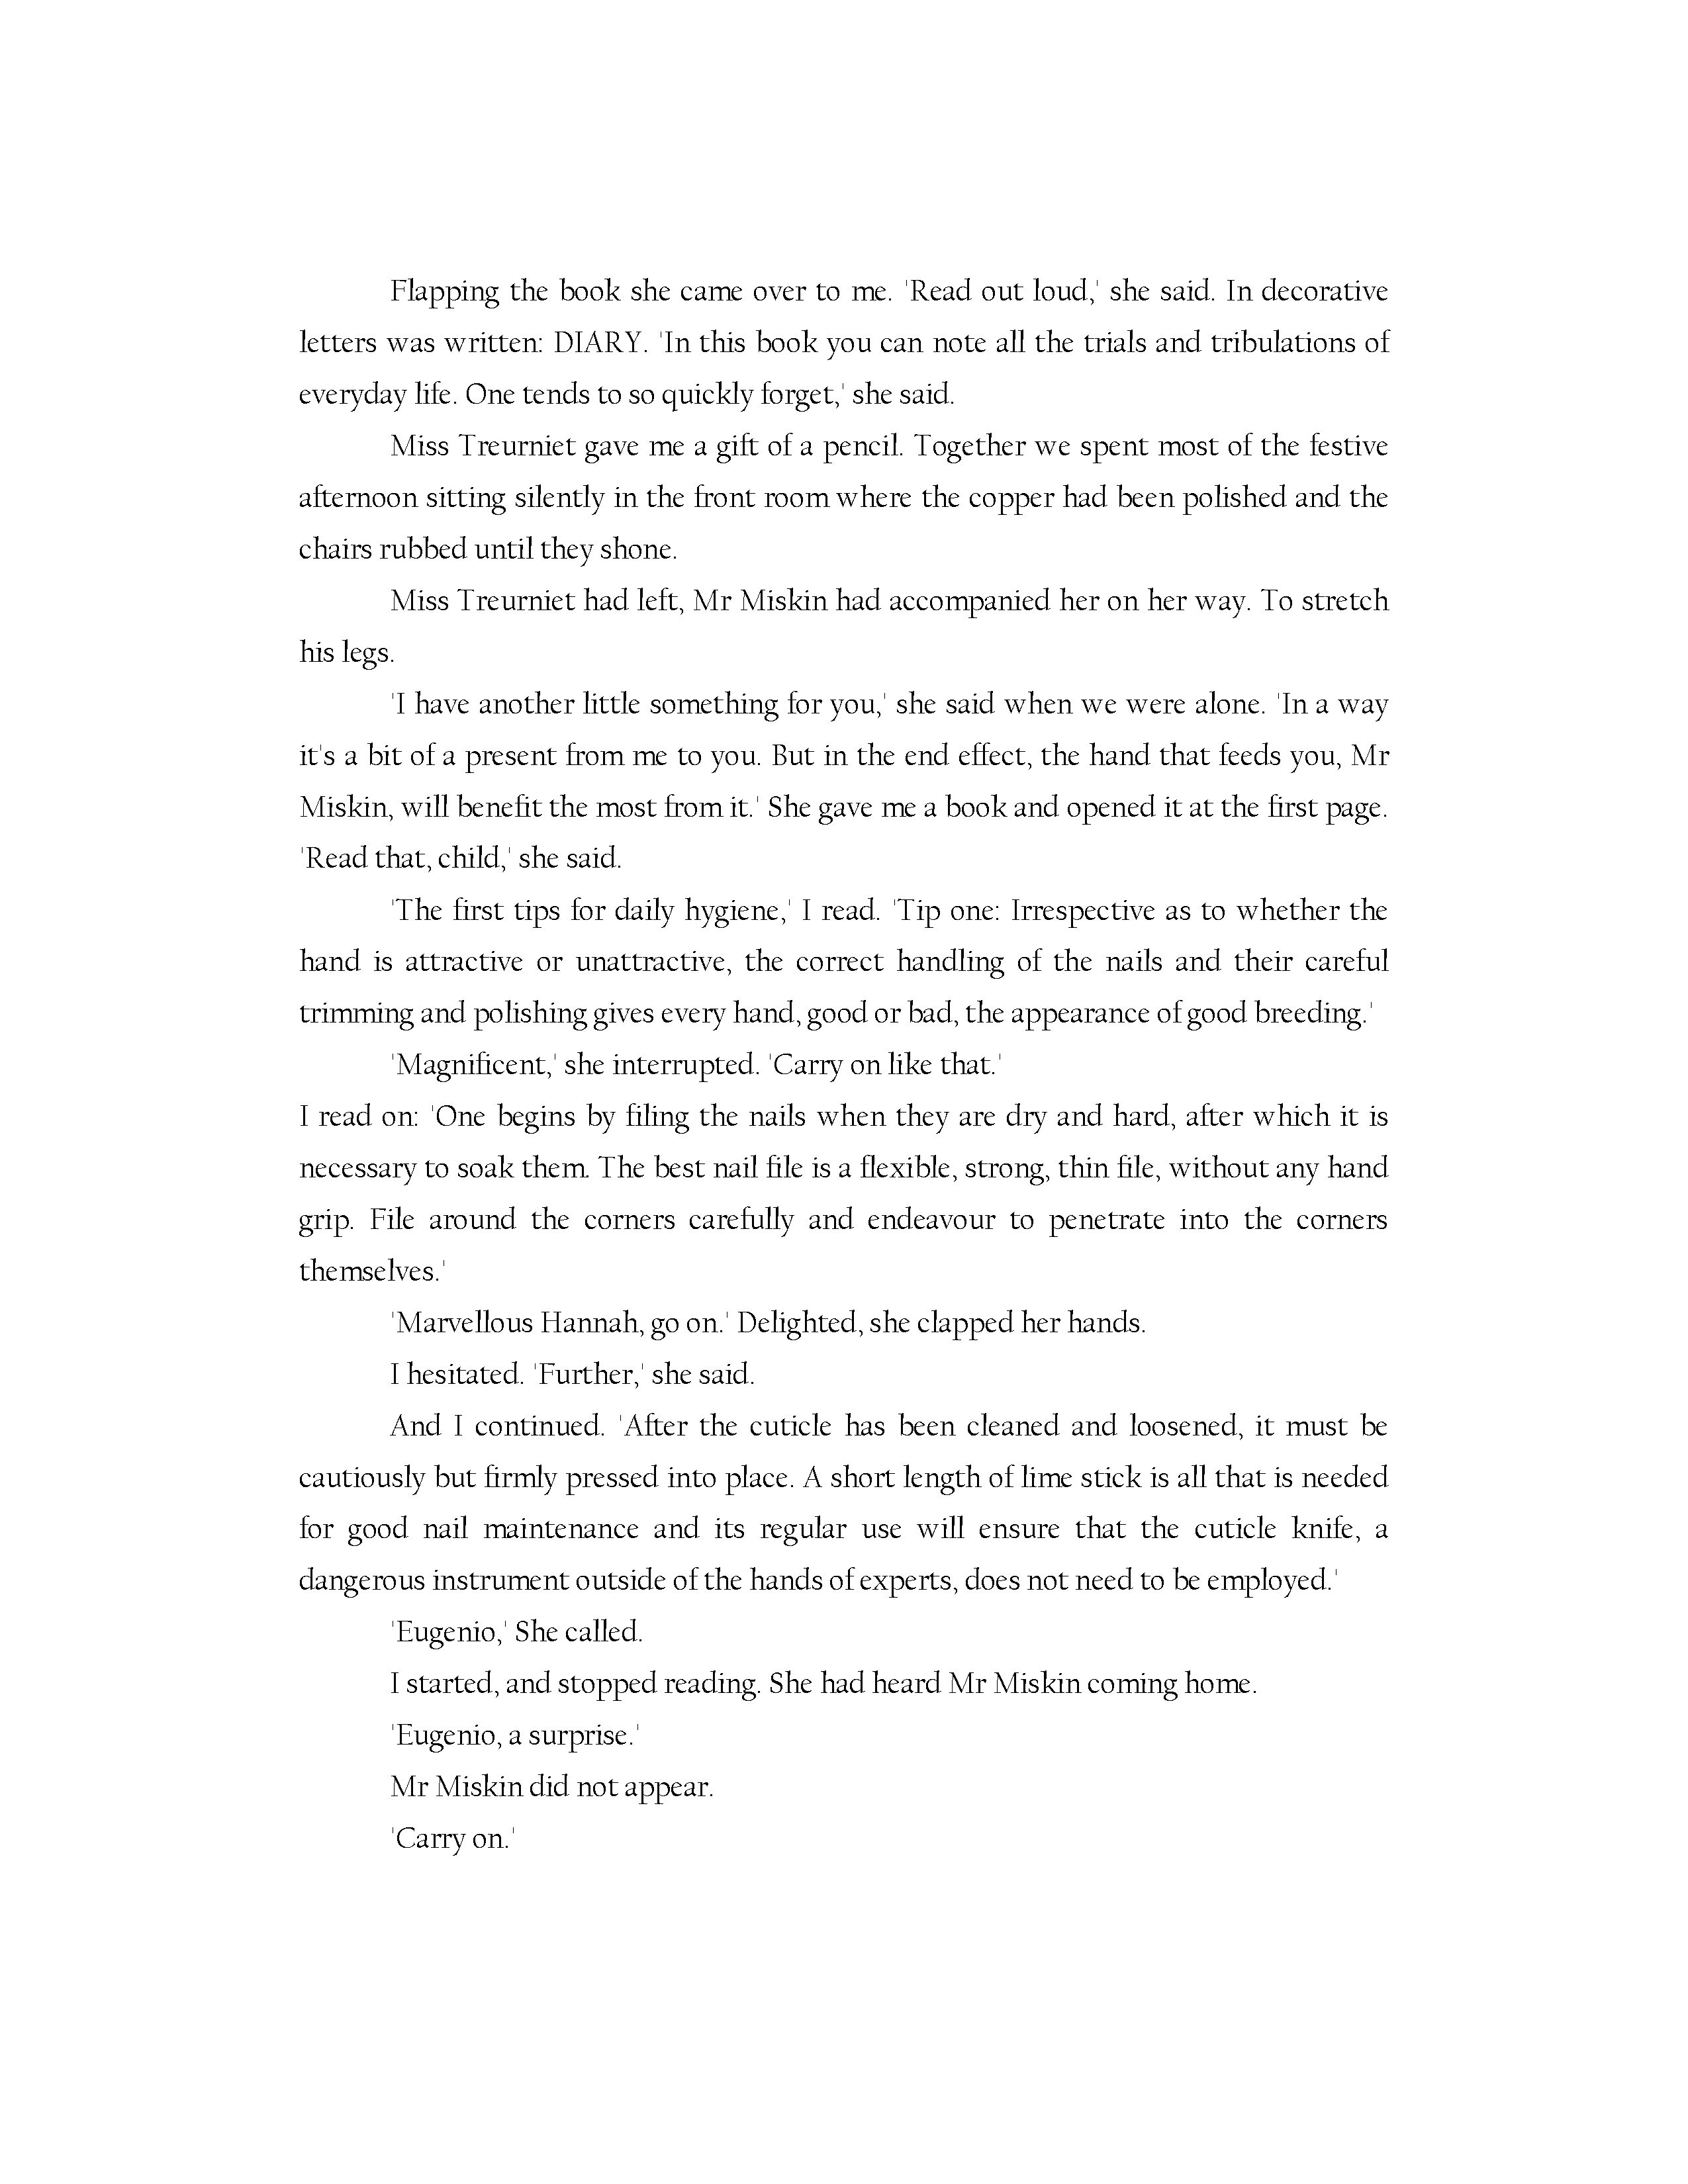 Flapping the book she came over to me. 'Read out loud,' she said. In decorative
letters was written: DIARY. 'In this book you can note all the trials and tribulations of
everyday life. One tends to so quickly forget,' she said.
Miss Treurniet gave me a gift of a pencil. Together we spent most of the festive
afternoon sitting silently in the front room where the copper had been polished and the
chairs rubbed until they shone.
Miss Treurniet had left, Mr Miskin had accompanied her on her way. To stretch
his legs.
'I have another little something for you,' she said when we were alone. 'In a way
it's a bit of a present from me to you. But in the end effect, the hand that feeds you, Mr
Miskin, will benefit the most from it.' She gave me a book and opened it at the first page.
'Read that, child,' she said.
'The first tips for daily hygiene,' I read. 'Tip one: Irrespective as to whether the
hand is attractive or unattractive, the correct handling of the nails and their careful
trimming and polishing gives every hand, good or bad, the appearance of good breeding.'
'Magnificent,' she interrupted. 'Carry on like that.'
I read on: 'One begins by filing the nails when they are dry and hard, after which it is
necessary to soak them. The best nail file is a flexible, strong, thin file, without any hand
grip. File around the corners carefully and endeavour to penetrate into the corners
themselves.'
'Marvellous Hannah, go on.' Delighted, she clapped her hands.
I hesitated. 'Further,' she said.
And I continued. 'After the cuticle has been cleaned and loosened, it must be
cautiously but firmly pressed into place. A short length of lime stick is all that is needed
for good nail maintenance and its regular use will ensure that the cuticle knife, a
dangerous instrument outside of the hands of experts, does not need to be employed.'
'Eugenio,' She called.
I started, and stopped reading. She had heard Mr Miskin coming home.
'Eugenio, a surprise.'
Mr Miskin did not appear.
'Carry on.'